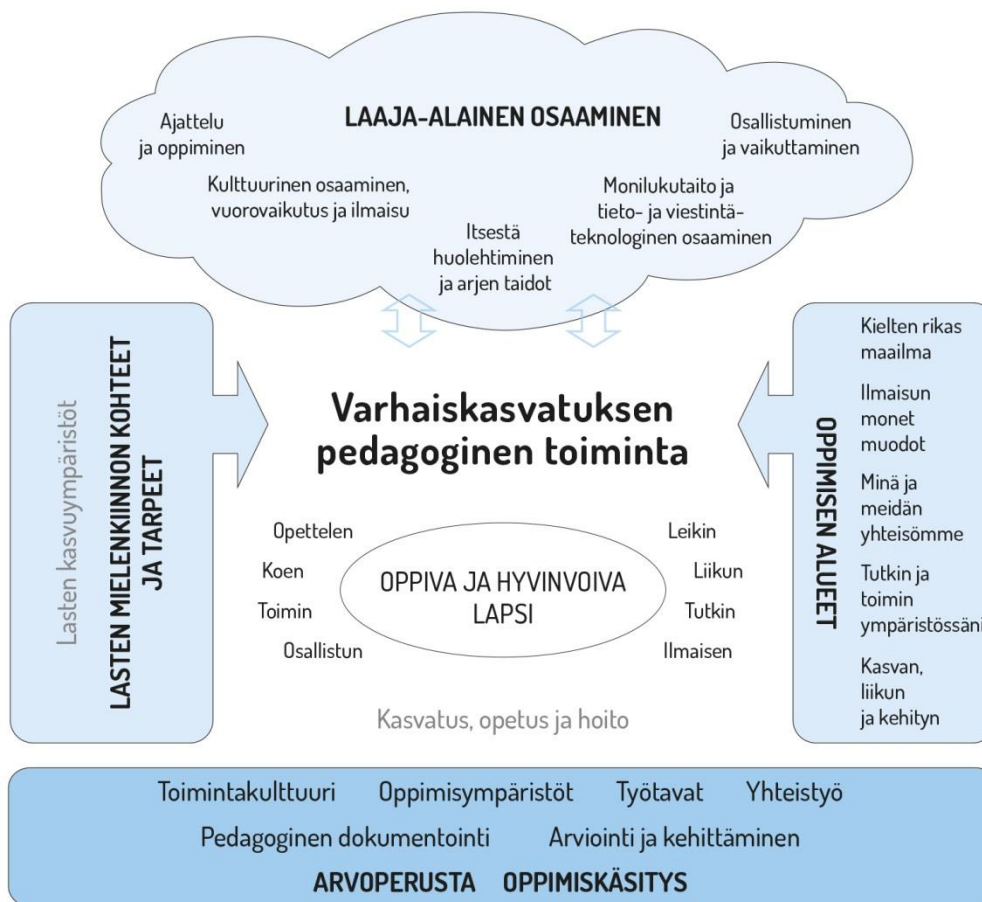 LAAJA-ALAINEN OSAAMINEN
Ajattelu
ja oppiminen
Kulttuurinen osaaminen,
vuorovaikutus ja ilmaisu
Itsestä
huolehtiminen
ja arjen taidot
Monilukutaito ja
tieto- ja viestintä-
teknologinen osaaminen
Osallistuminen
ja vaikuttaminen
Lasten kasvuympäristöt
LASTEN MIELENKIINNON KOHTEET
JA TARPEET
Varhaiskasvatuksen
pedagoginen toiminta
Opettelen
Koen
Toimin
Osallistun
OPPIVA JA HYVINVOIVA
LAPSI
Leikin
Liikun
Tutkin
Ilmaisen
Kasvatus, opetus ja hoito
OPPIMISEN ALUEET
Kielten rikas
maailma
Ilmaisun
monet
muodot
Minä ja
meidän
yhteisömme
Tutkin ja
toimin
ympäristössäni
Kasvan,
liikun
ja kehityn
Toimintakulttuuri Oppimisympäristöt Työtavat Yhteistyö
Pedagoginen dokumentointi Arviointi ja kehittäminen
ARVOPERUSTA OPPIMISKÄSITYS